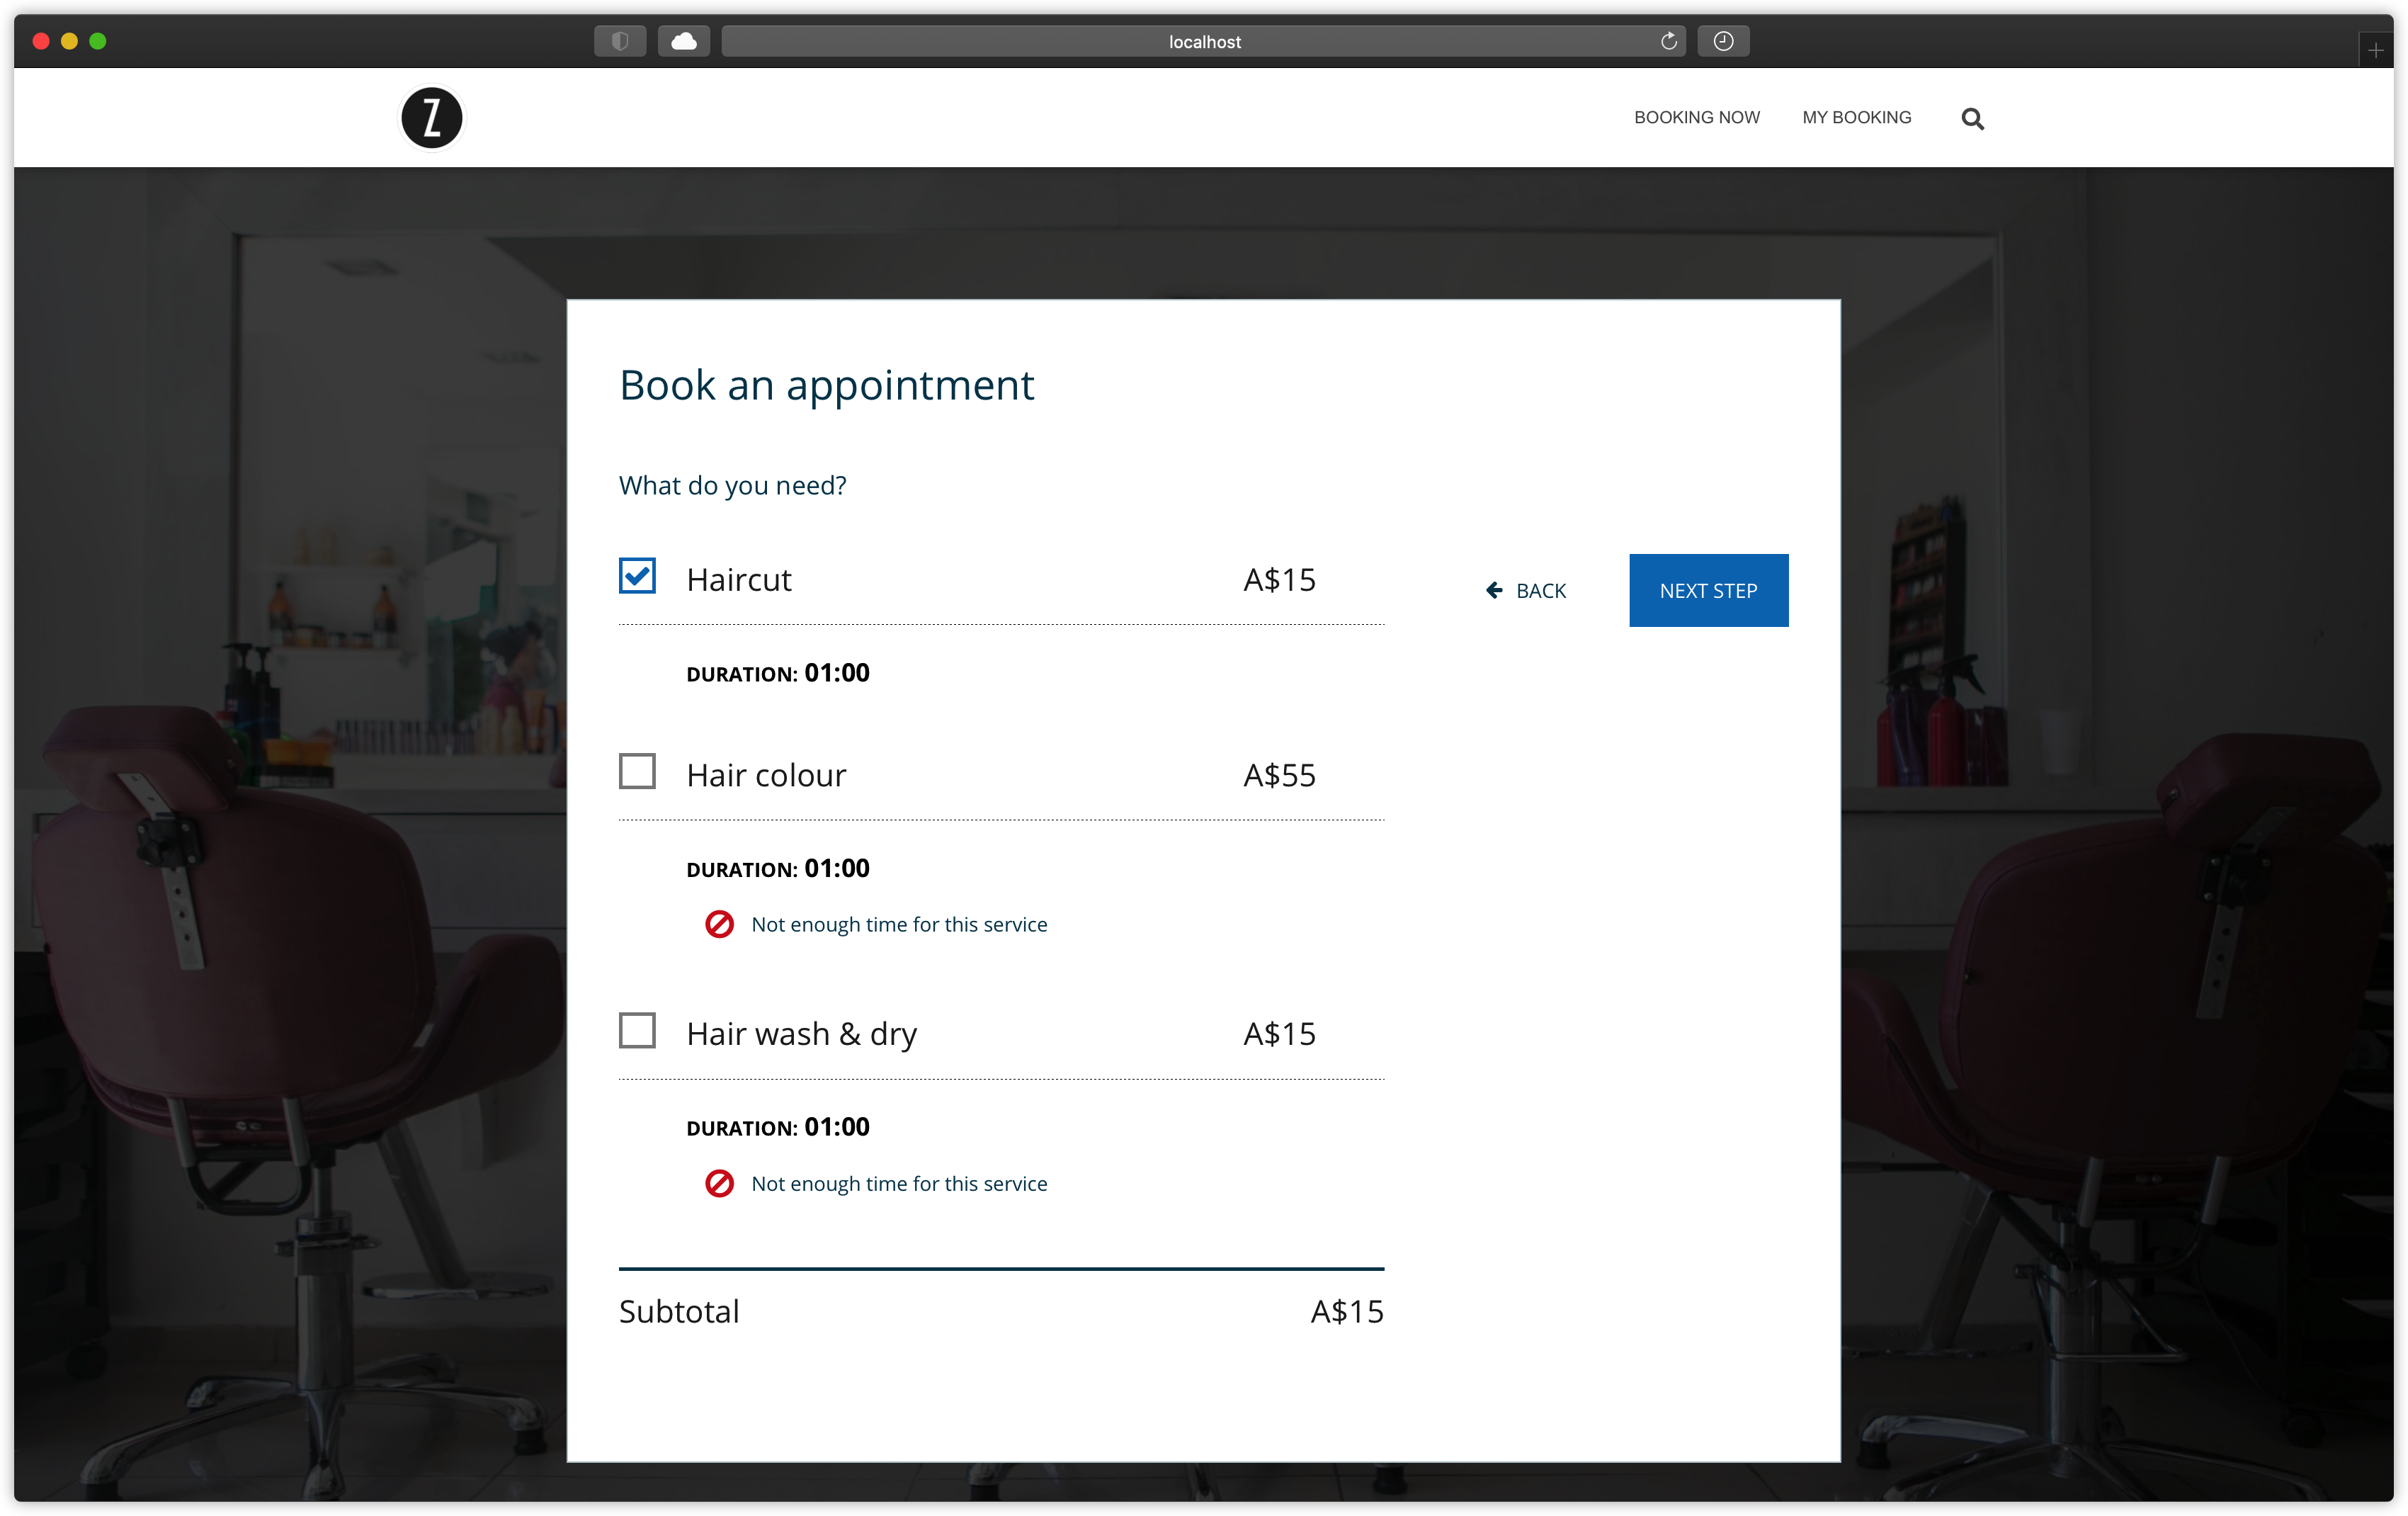 localhost
Z
BOOKING NOW MY BOOKING
Book an appointment
What do you need?
Haircut A$15
BACK NEXT STEP
DURATION: 01:00
Hair colour A$55
DURATION: 01:00
Not enough time for this service
Hair wash & dry A$15
DURATION: 01:00
Not enough time for this service
Subtotal A$15